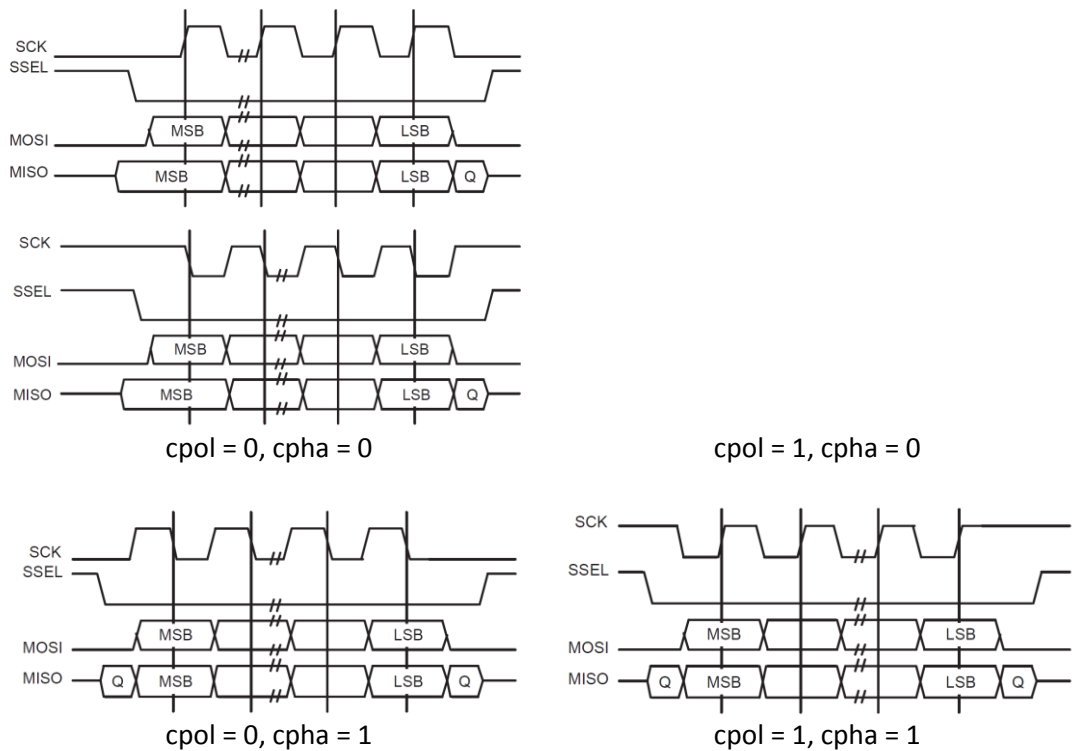 SCK
SSEL
MOSI MSB LSB
MISO MSB LSB Q
SCK
SSEL
MOSI MSB LSB
MISO MSB LSB Q
cpol = 0, cpha = 0 cpol = 1, cpha = 0
SCK
SSEL
MOSI MSB LSB
MISO Q MSB LSB Q
SCK
SSEL
MOSI MSB LSB
MISO Q MSB LSB Q
cpol = 0, cpha = 1 cpol = 1, cpha = 1